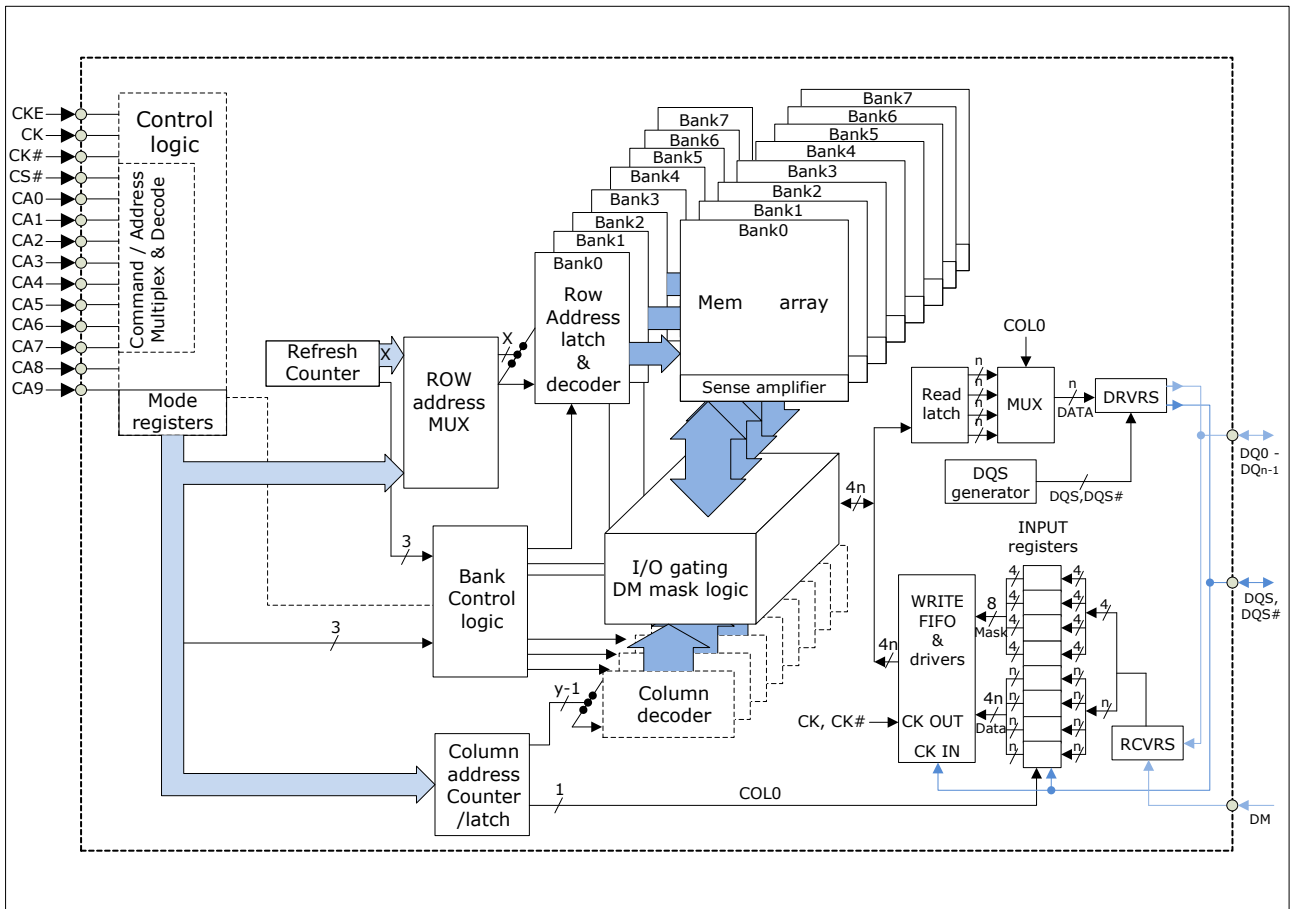 CKE
CK
CK#
CS#
CA0
CA1
CA2
CA3
CA4
CA5
CA6
CA7
CA8
CA9
Control
logic
Command / Address
Multiplex & Decode
Mode
registers
Refresh
Counter
X
ROW
address
MUX
X
3
3
Bank7
Bank6
Bank5
Bank4
Bank3
Bank2
Bank1
Bank0
Row
Address
latch
&
decoder
Bank7
Bank6
Bank5
Bank4
Bank3
Bank2
Bank1
Bank0
Mem array
Sense amplifier
Bank
Control
logic
I/O gating
DM mask logic
y-1
Column
decoder
Column
address
Counter
/latch
1
COL0
4n
4n
Read
latch
n
n
n
n
COL0
MUX
n
DATA
DRVRS
DQS
generator
DQS,DQS#
DQ0 -
DQn-1
DQS,
DQS#
DM
INPUT
registers
WRITE
FIFO
&
drivers
CK OUT
CK IN
CK, CK#
8
Mask
4n
Data
4
4
4
4
n
n
n
n
4
4
4
4
n
n
n
n
4
n
RCVRS